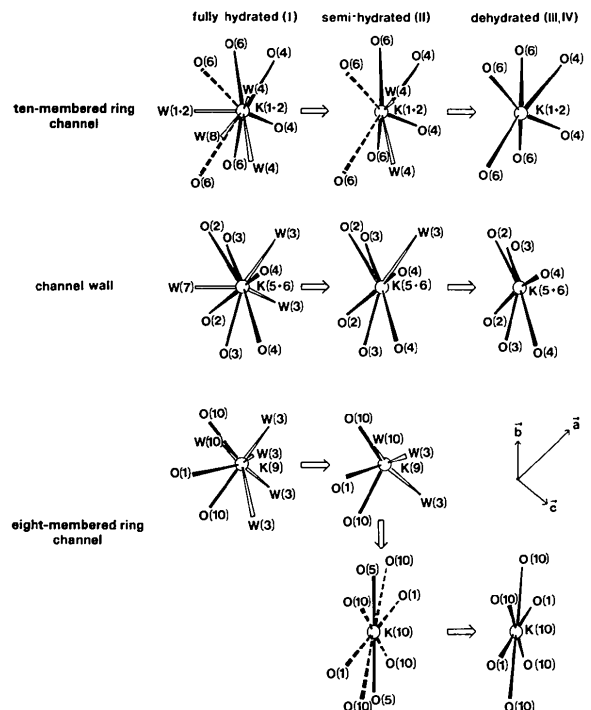 fully hydrated (I) semi-hydrated (II) dehydrated (III,IV)
ten-membered ring
channel
O(6) O(6) O(4) W(4) K(1+2) W(1+2) W(8) O(4) O(6) W(4) O(6)
O(6) O(6) O(4) W(4) K(1+2) O(4) O(6) W(4) O(6)
O(6) O(6) O(4) K(1+2) O(4) O(6) O(6)
channel wall
O(2) O(3) W(3) O(4) K(5+6) W(7) W(3) O(2) O(3) O(4)
O(2) O(3) W(3) O(4) K(5+6) O(2) O(3) O(4)
O(2) O(3) O(4) K(5+6) O(2) O(3) O(4)
eight-membered ring
channel
O(10) W(3) W(10) W(3) K(9) O(1) W(3) O(10) W(3)
O(10) W(10) W(3) K(9) O(1) W(3) O(10)
b a c
O(5) O(10) O(10) O(1) K(10) O(1) O(10) O(10) O(5)
O(10) O(10) O(1) K(10) O(1) O(10) O(10)